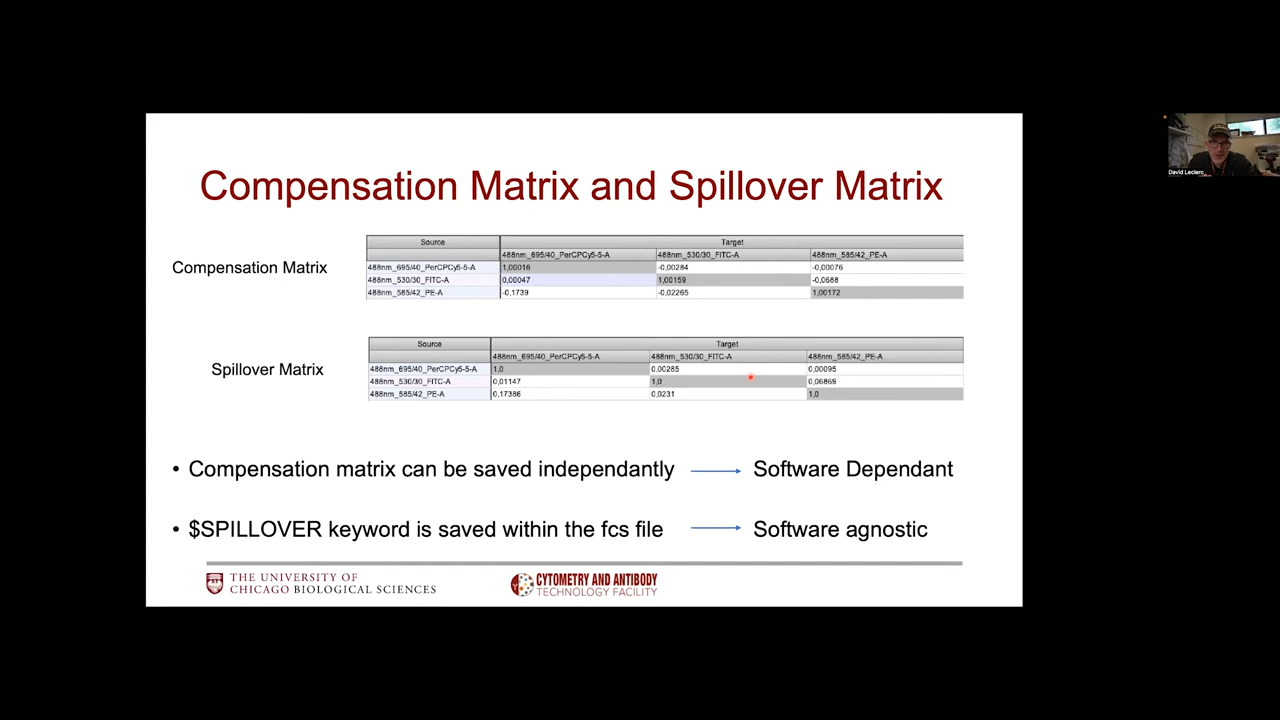 Compensation Matrix and Spillover Matrix
David Leclerc
Compensation Matrix
Source Target
488nm_695/40_PerCPCy5-5-A 488nm_530/30_FITC-A 488nm_585/42_PE-A
488nm_695/40_PerCPCy5-5-A 1,00016 -0,00284 -0,00076
488nm_530/30_FITC-A 0,00047 1,00159 -0,0688
488nm_585/42_PE-A -0,1739 -0,02265 1,00172
Spillover Matrix
Source Target
488nm_695/40_PerCPCy5-5-A 488nm_530/30_FITC-A 488nm_585/42_PE-A
488nm_695/40_PerCPCy5-5-A 1,0 0,00285 0,00095
488nm_530/30_FITC-A 0,01147 1,0 0,06869
488nm_585/42_PE-A 0,17386 0,0231 1,0
• Compensation matrix can be saved independantly Software Dependant
• $SPILLOVER keyword is saved within the fcs file Software agnostic
THE UNIVERSITY OF
CHICAGO BIOLOGICAL SCIENCES
CYTOMETRY AND ANTIBODY
TECHNOLOGY FACILITY